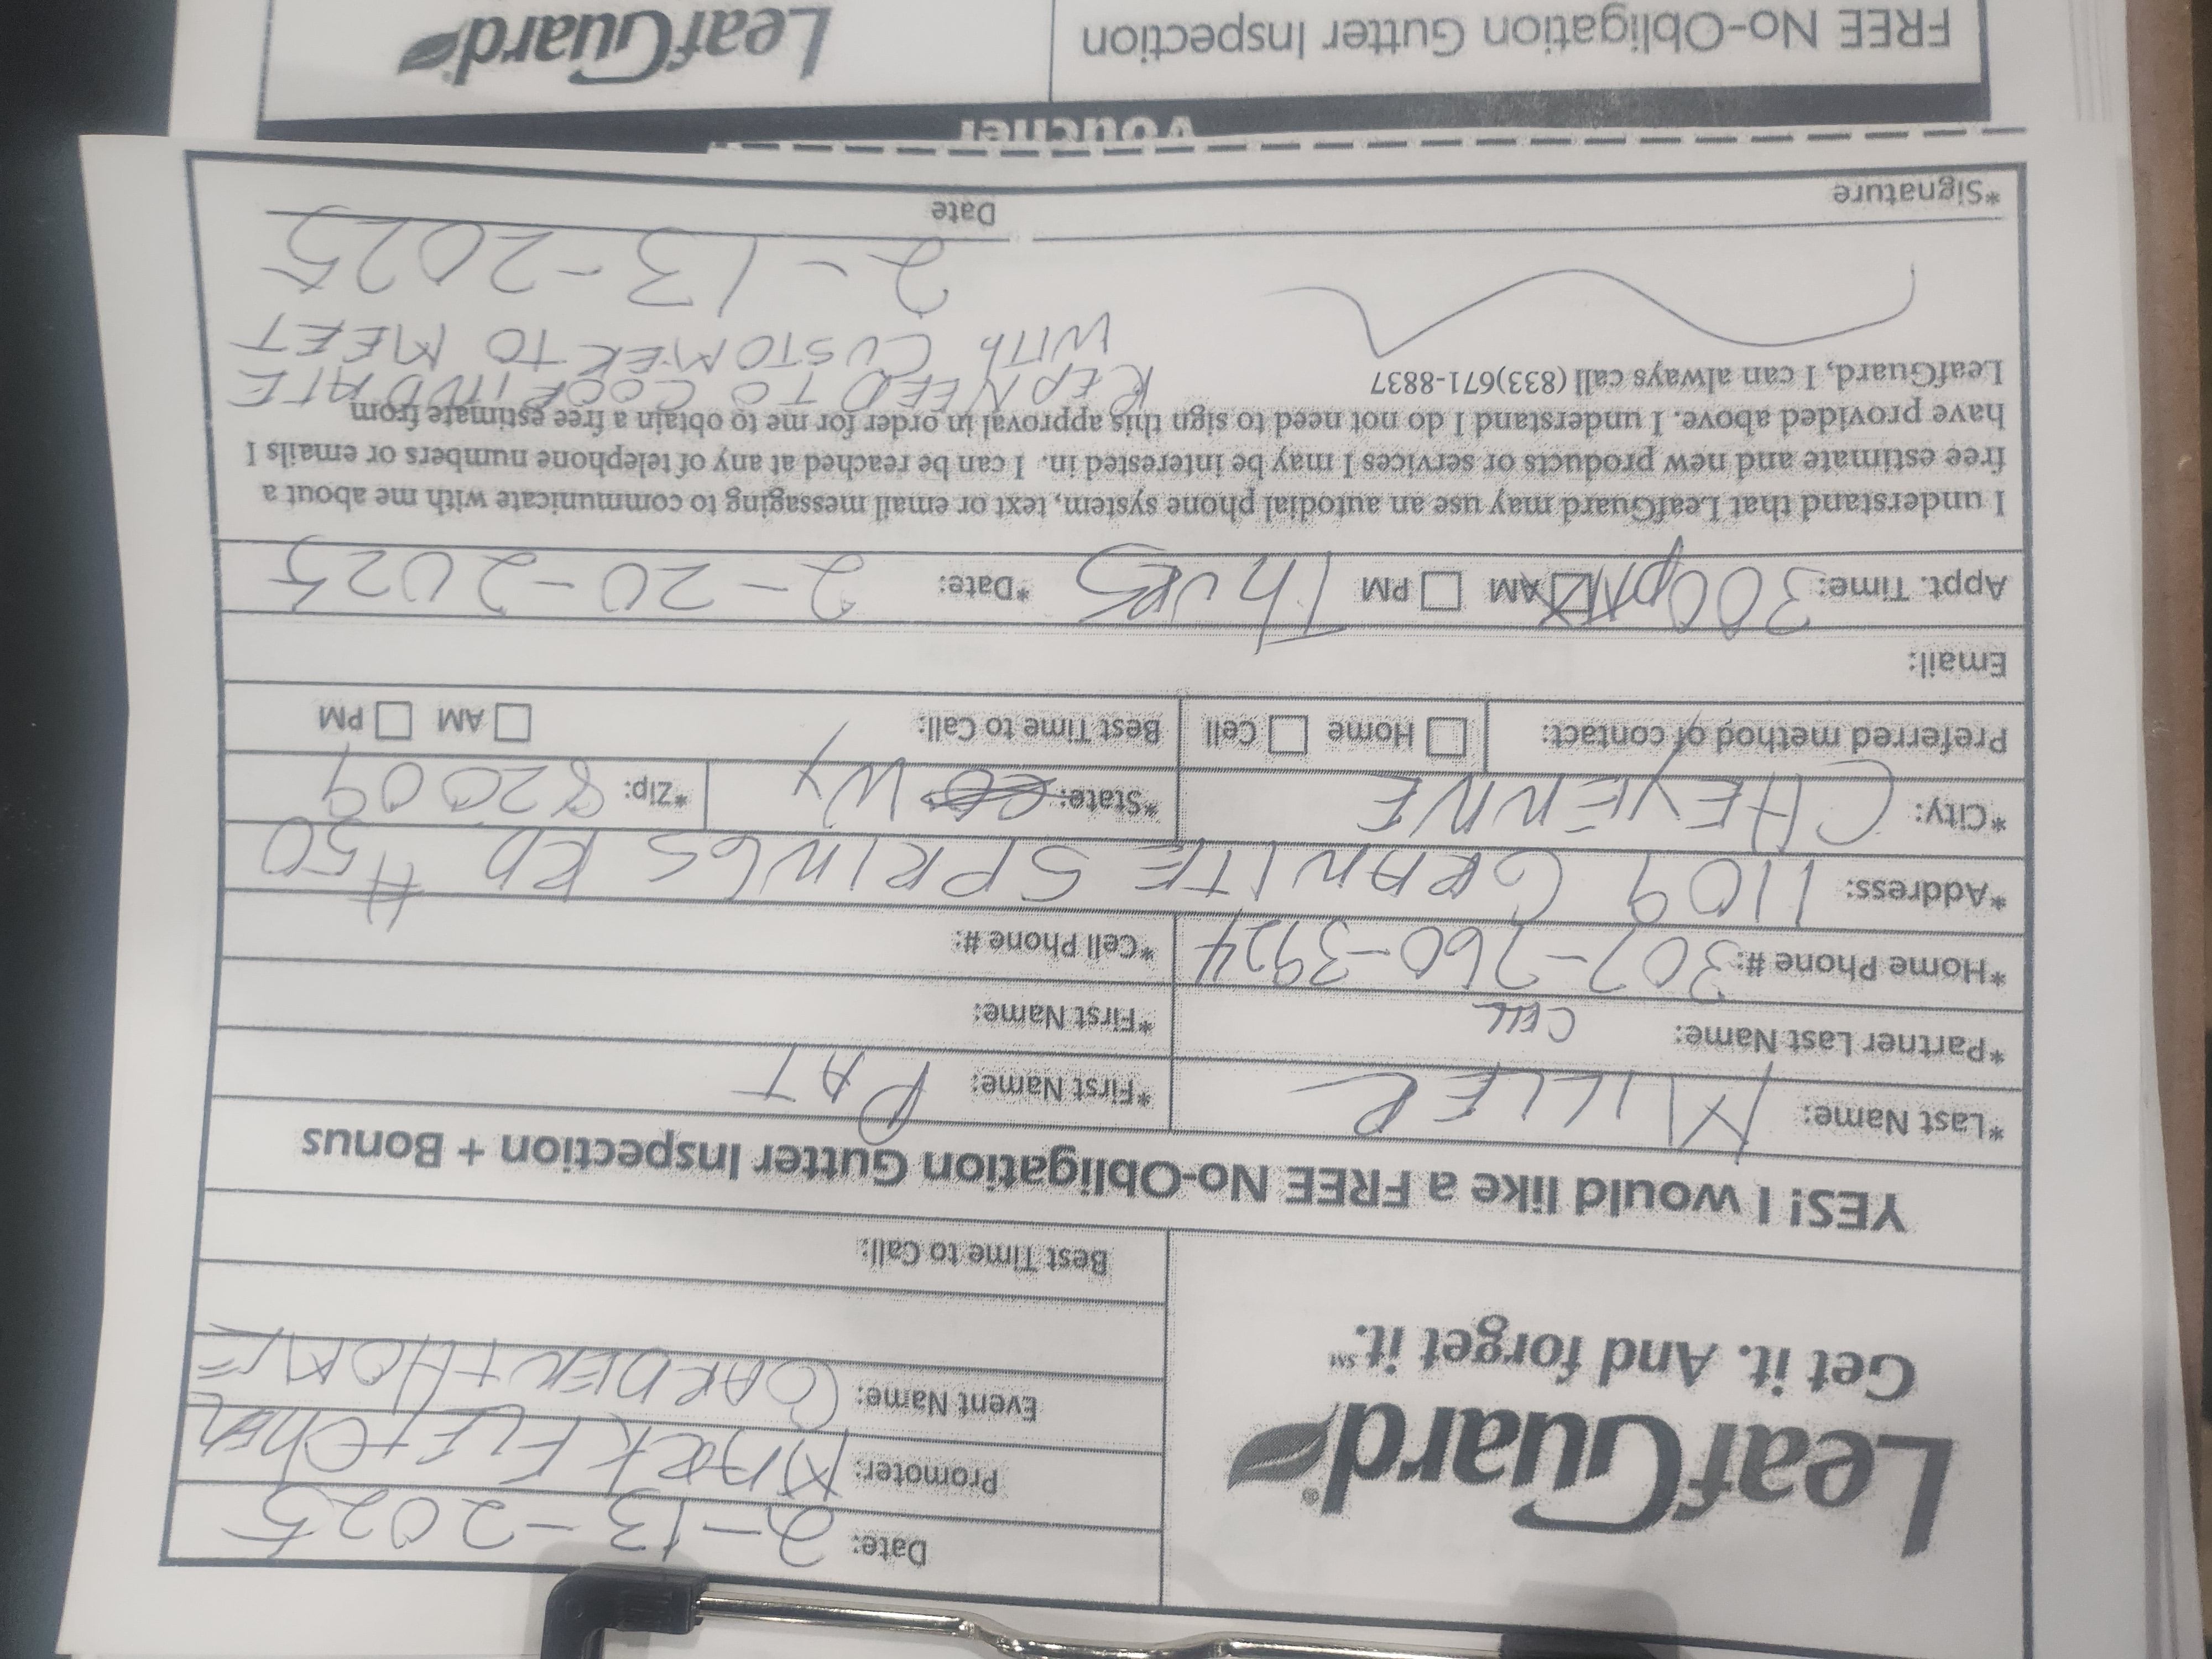 LeafGuard®
Get it. And forget it.℠
Date: 2-13-2025
Promoter: MARK
Event Name: GARDEN + HOME
Best Time to Call:
YES! I would like a FREE No-Obligation Gutter Inspection + Bonus
*Last Name: MILLER *First Name: PAT
*Partner Last Name: *First Name:
CELL
*Home Phone #: 307-760-3924 *Cell Phone #:
*Address: 1109 GRANITE SPRINGS RD #50
*City: CHEYENNE *State: Wy *Zip: 82009
Preferred method of contact: Home Cell Best Time to Call: AM PM
Email:
Appt. Time: 300pm AM PM Thurs *Date: 2-20-2025
I understand that LeafGuard may use an autodial phone system, text or email messaging to communicate with me about a
free estimate and new products or services I may be interested in. I can be reached at any of telephone numbers or emails I
have provided above. I understand I do not need to sign this approval in order for me to obtain a free estimate from
LeafGuard, I can always call (833)671-8837
REP NEED TO COORINDATE
WITH CUSTOMER TO MEET
2-13-2025
*Signature Date
Voucher
FREE No-Obligation Gutter Inspection
LeafGuard